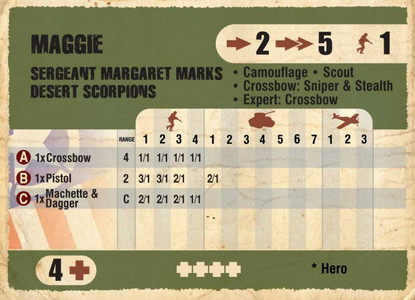 MAGGIE
2 5 1
SERGEANT MARGARET MARKS
DESERT SCORPIONS
• Camouflage • Scout
• Crossbow: Sniper & Stealth
• Expert: Crossbow
RANGE 1 2 3 4 1 2 3 4 5 6 7 1 2 3
A 1xCrossbow 4 1/1 1/1 1/1 1/1
B 1xPistol 2 3/1 3/1 2/1 2/1
C 1xMachette & Dagger C 2/1 2/1 2/1 1/1
4
* Hero